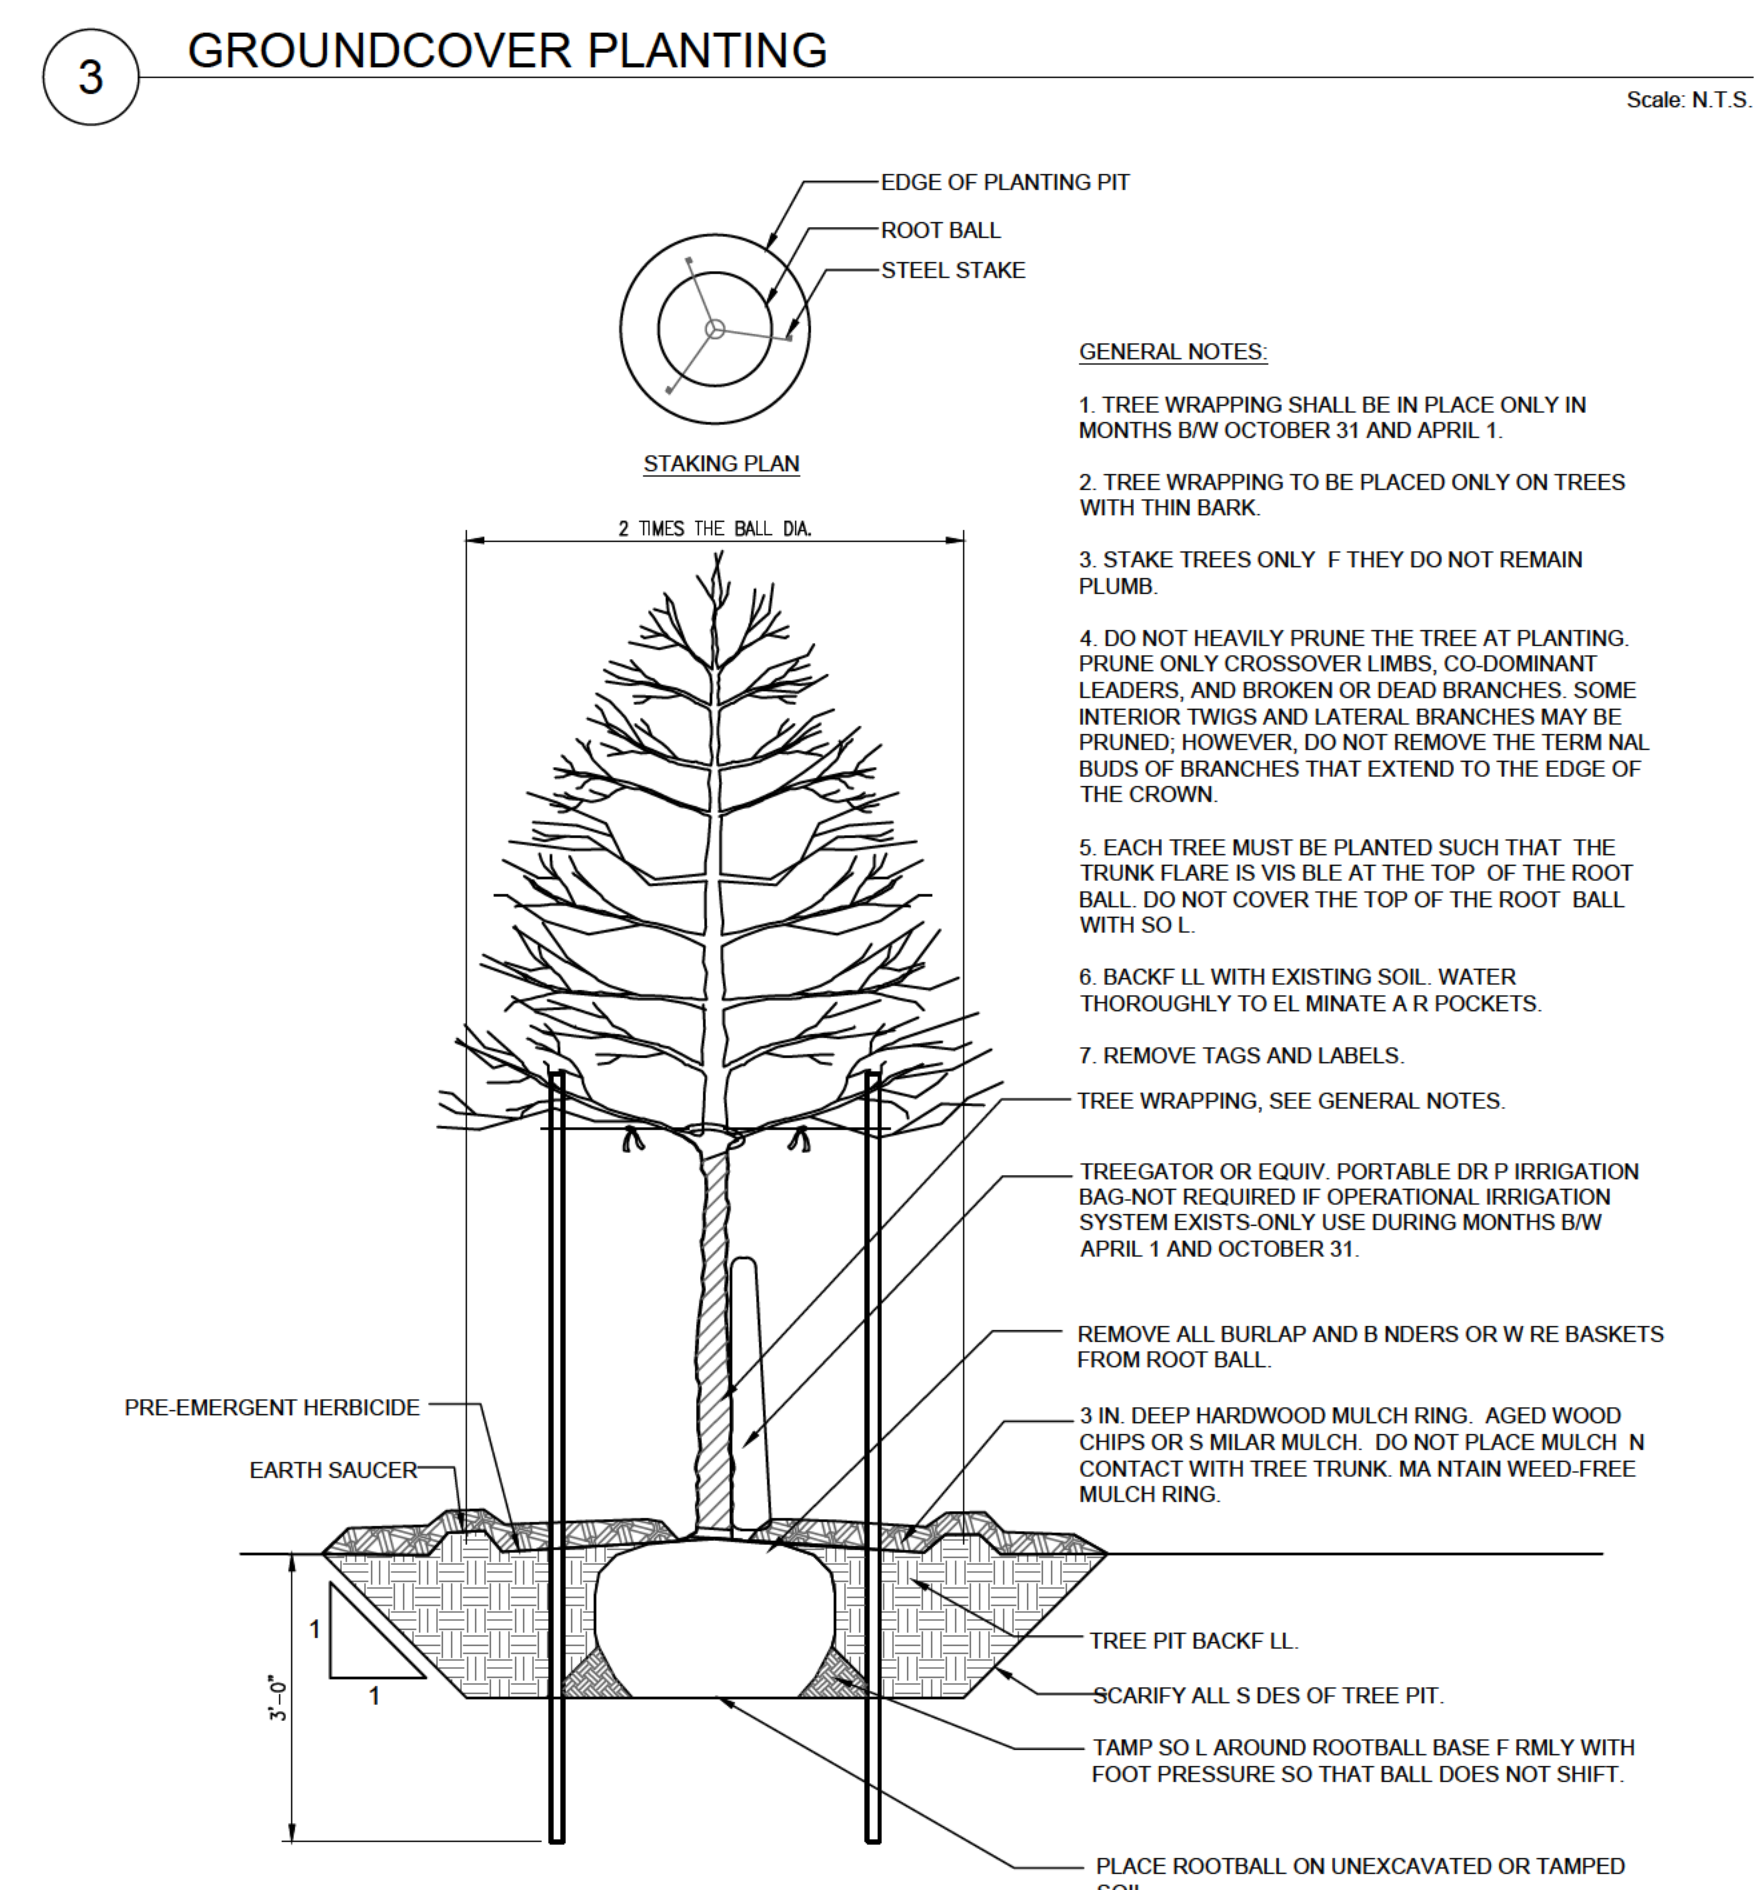 3
GROUNDCOVER PLANTING
Scale: N.T.S.
EDGE OF PLANTING PIT
ROOT BALL
STEEL STAKE
STAKING PLAN
2 TIMES THE BALL DIA.
GENERAL NOTES:
1. TREE WRAPPING SHALL BE IN PLACE ONLY IN
MONTHS B/W OCTOBER 31 AND APRIL 1.
2. TREE WRAPPING TO BE PLACED ONLY ON TREES
WITH THIN BARK.
3. STAKE TREES ONLY  F THEY DO NOT REMAIN
PLUMB.
4. DO NOT HEAVILY PRUNE THE TREE AT PLANTING.
PRUNE ONLY CROSSOVER LIMBS, CO-DOMINANT
LEADERS, AND BROKEN OR DEAD BRANCHES. SOME
INTERIOR TWIGS AND LATERAL BRANCHES MAY BE
PRUNED; HOWEVER, DO NOT REMOVE THE TERM NAL
BUDS OF BRANCHES THAT EXTEND TO THE EDGE OF
THE CROWN.
5. EACH TREE MUST BE PLANTED SUCH THAT  THE
TRUNK FLARE IS VIS BLE AT THE TOP  OF THE ROOT
BALL. DO NOT COVER THE TOP OF THE ROOT  BALL
WITH SO L.
6. BACKF LL WITH EXISTING SOIL. WATER
THOROUGHLY TO EL MINATE A R POCKETS.
7. REMOVE TAGS AND LABELS.
TREE WRAPPING, SEE GENERAL NOTES.
TREEGATOR OR EQUIV. PORTABLE DR P IRRIGATION
BAG-NOT REQUIRED IF OPERATIONAL IRRIGATION
SYSTEM EXISTS-ONLY USE DURING MONTHS B/W
APRIL 1 AND OCTOBER 31.
REMOVE ALL BURLAP AND B NDERS OR W RE BASKETS
FROM ROOT BALL.
3 IN. DEEP HARDWOOD MULCH RING.  AGED WOOD
CHIPS OR S MILAR MULCH.  DO NOT PLACE MULCH  N
CONTACT WITH TREE TRUNK. MA NTAIN WEED-FREE
MULCH RING.
PRE-EMERGENT HERBICIDE
EARTH SAUCER
1
1
3'-0"
TREE PIT BACKF LL.
SCARIFY ALL S DES OF TREE PIT.
TAMP SO L AROUND ROOTBALL BASE F RMLY WITH
FOOT PRESSURE SO THAT BALL DOES NOT SHIFT.
PLACE ROOTBALL ON UNEXCAVATED OR TAMPED